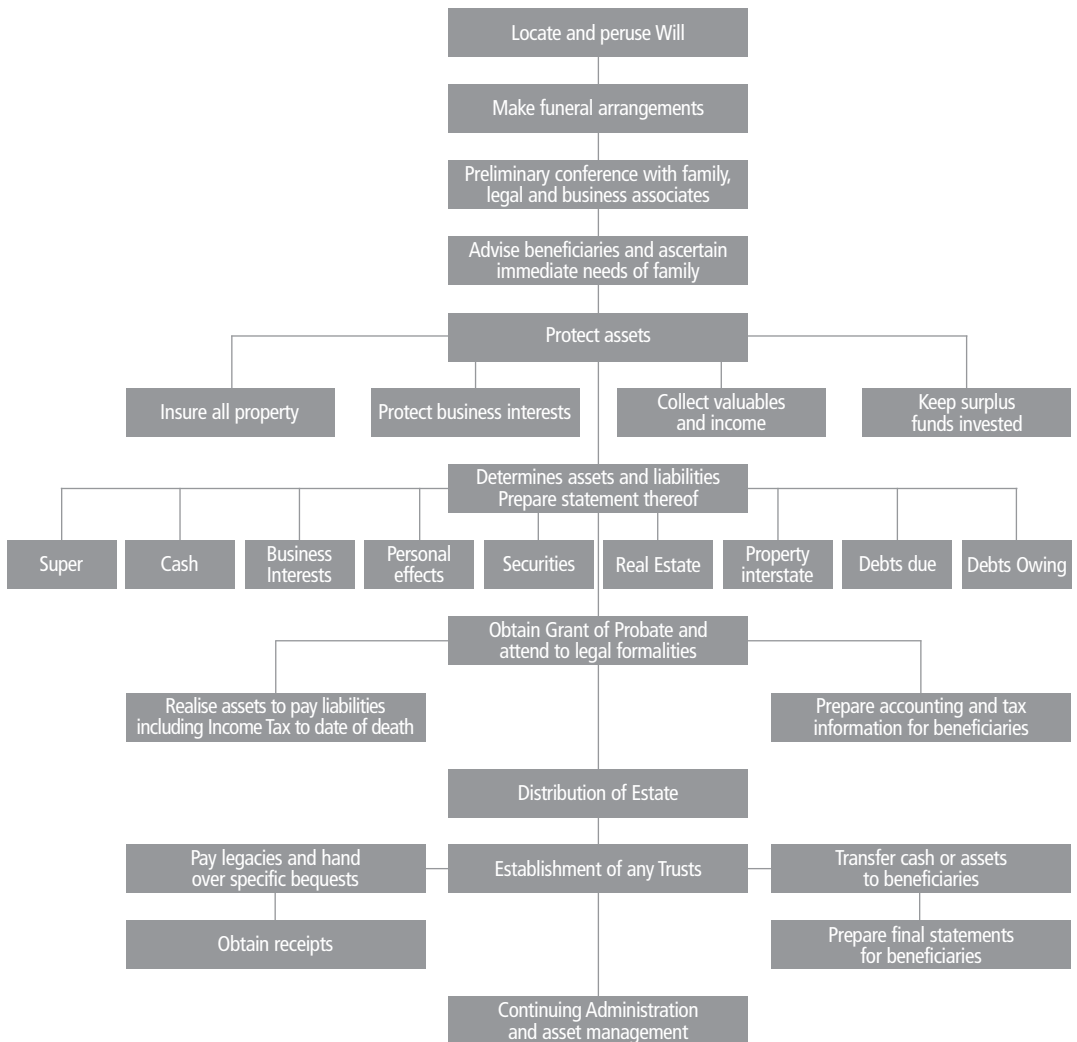 Locate and peruse Will
Make funeral arrangements
Preliminary conference with family,
legal and business associates
Advise beneficiaries and ascertain
immediate needs of family
Protect assets
Insure all property
Protect business interests
Collect valuables
and income
Keep surplus
funds invested
Determines assets and liabilities
Prepare statement thereof
Super
Cash
Business
Interests
Personal
effects
Securities
Real Estate
Property
interstate
Debts due
Debts Owing
Obtain Grant of Probate and
attend to legal formalities
Realise assets to pay liabilities
including Income Tax to date of death
Prepare accounting and tax
information for beneficiaries
Distribution of Estate
Pay legacies and hand
over specific bequests
Establishment of any Trusts
Transfer cash or assets
to beneficiaries
Obtain receipts
Prepare final statements
for beneficiaries
Continuing Administration
and asset management